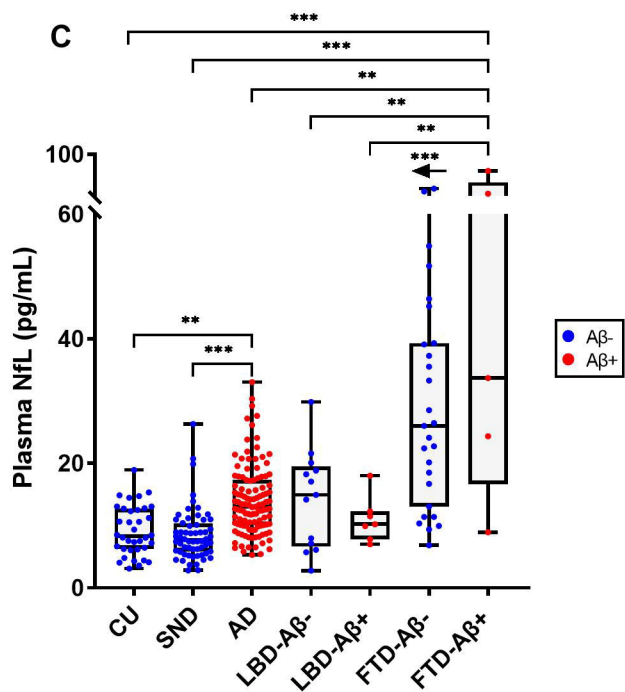 C
***
***
**
**
**
***
100
60
**
***
40
20
0
Plasma NfL (pg/mL)
Aβ-
Aβ+
CU
SND
AD
LBD-Aβ-
LBD-Aβ+
FTD-Aβ-
FTD-Aβ+